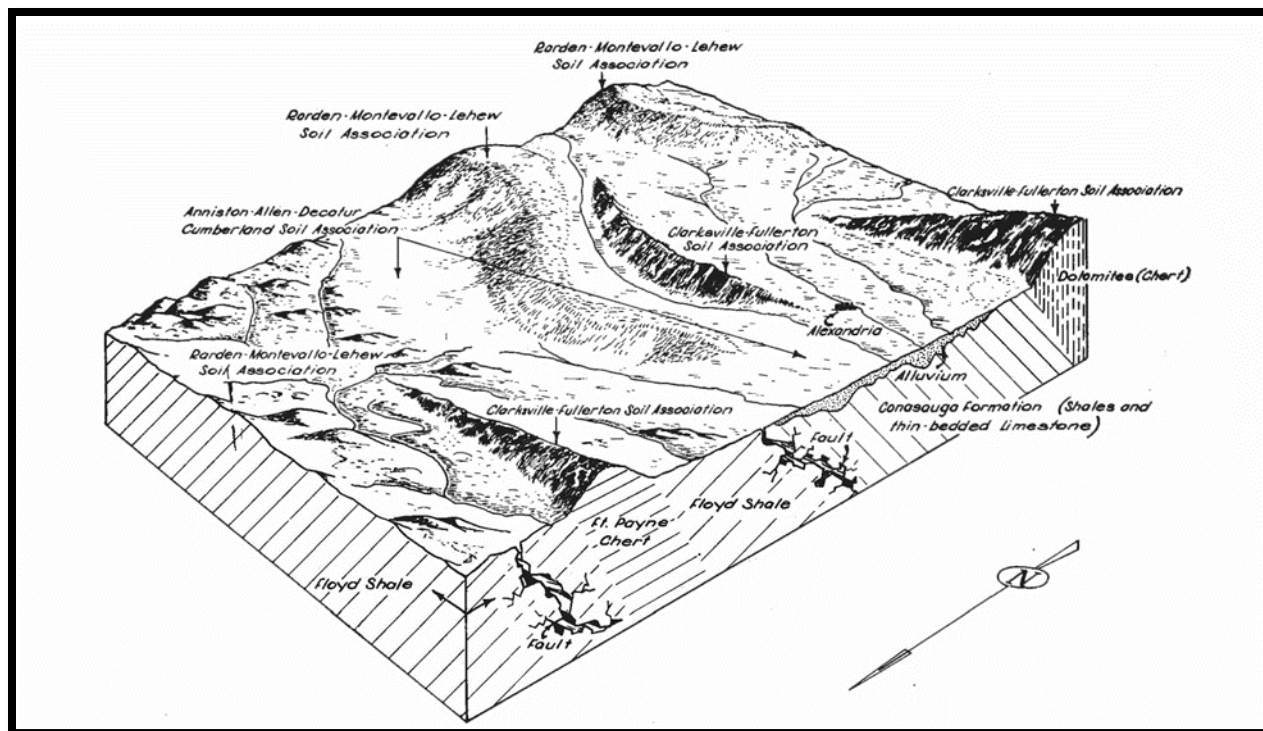 Rarden-Montevallo-Lehew
Soil Association
Rarden-Montevallo-Lehew
Soil Association
Anniston-Allen-Decatur
Cumberland Soil Association
Clarksville-Fullerton Soil Association
Clarksville-Fullerton
Soil Association
Dolomites (Chert)
Alexandria
Rarden-Montevallo-Lehew
Soil Association
Alluvium
Clarksville-Fullerton Soil Association
Conasauga Formation (Shales and
thin-bedded Limestone)
Fault
Floyd Shale
Ft. Payne
Chert
Floyd Shale
N
Fault